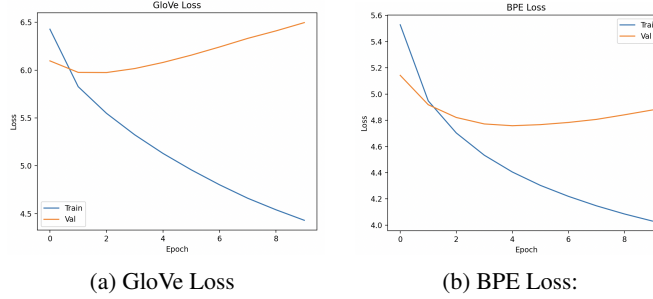 GloVe Loss
6.5
6.0
5.5
5.0
4.5
Loss
Train
Val
0 2 4 6 8
Epoch
(a) GloVe Loss
BPE Loss
5.6
5.4
5.2
5.0
4.8
4.6
4.4
4.2
4.0
Loss
Trai
Val
0 2 4 6 8
Epoch
(b) BPE Loss: